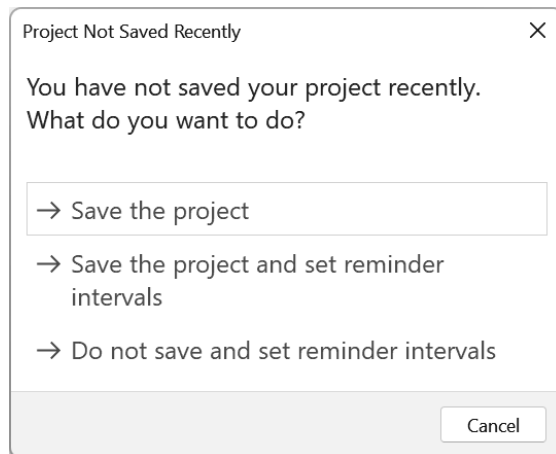 Project Not Saved Recently
You have not saved your project recently.
What do you want to do?
Save the project
Save the project and set reminder
intervals
Do not save and set reminder intervals
Cancel